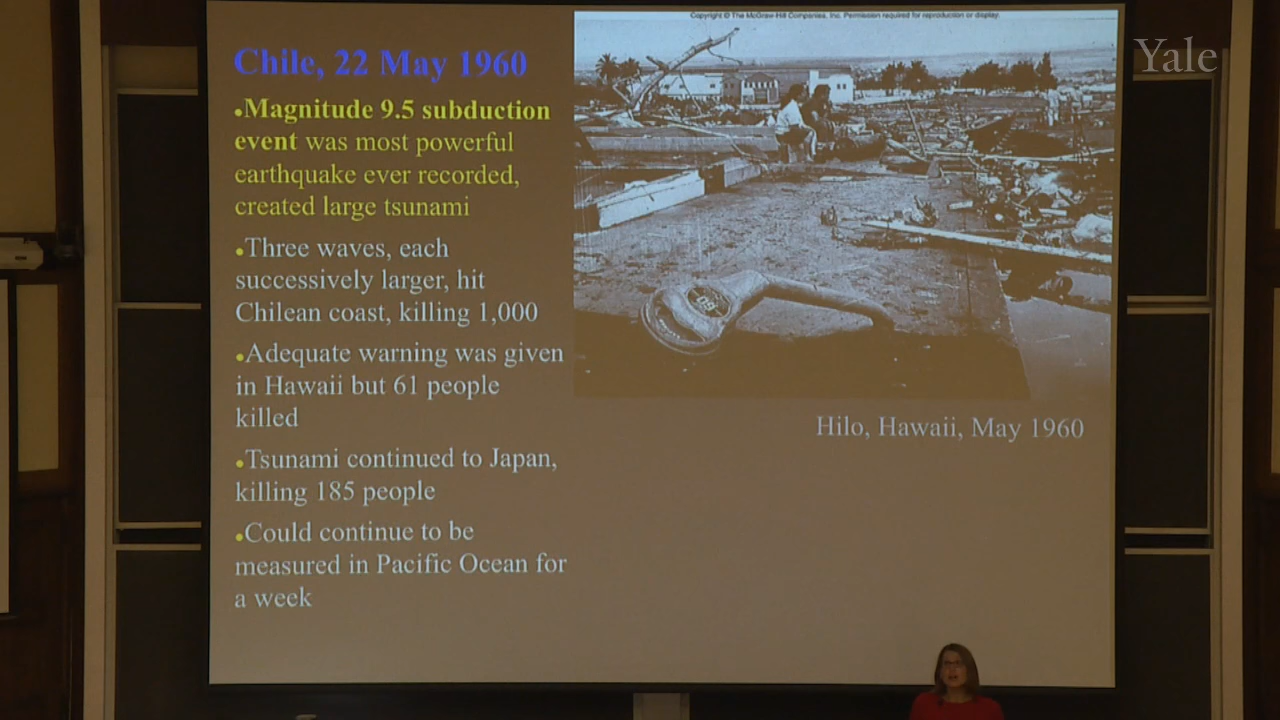 Copyright © The McGraw-Hill Companies, Inc. Permission required for reproduction or display.
Yale
Chile, 22 May 1960
•Magnitude 9.5 subduction
event was most powerful
earthquake ever recorded,
created large tsunami
•Three waves, each
successively larger, hit
Chilean coast, killing 1,000
•Adequate warning was given
in Hawaii but 61 people
killed
•Tsunami continued to Japan,
killing 185 people
•Could continue to be
measured in Pacific Ocean for
a week
Hilo, Hawaii, May 1960